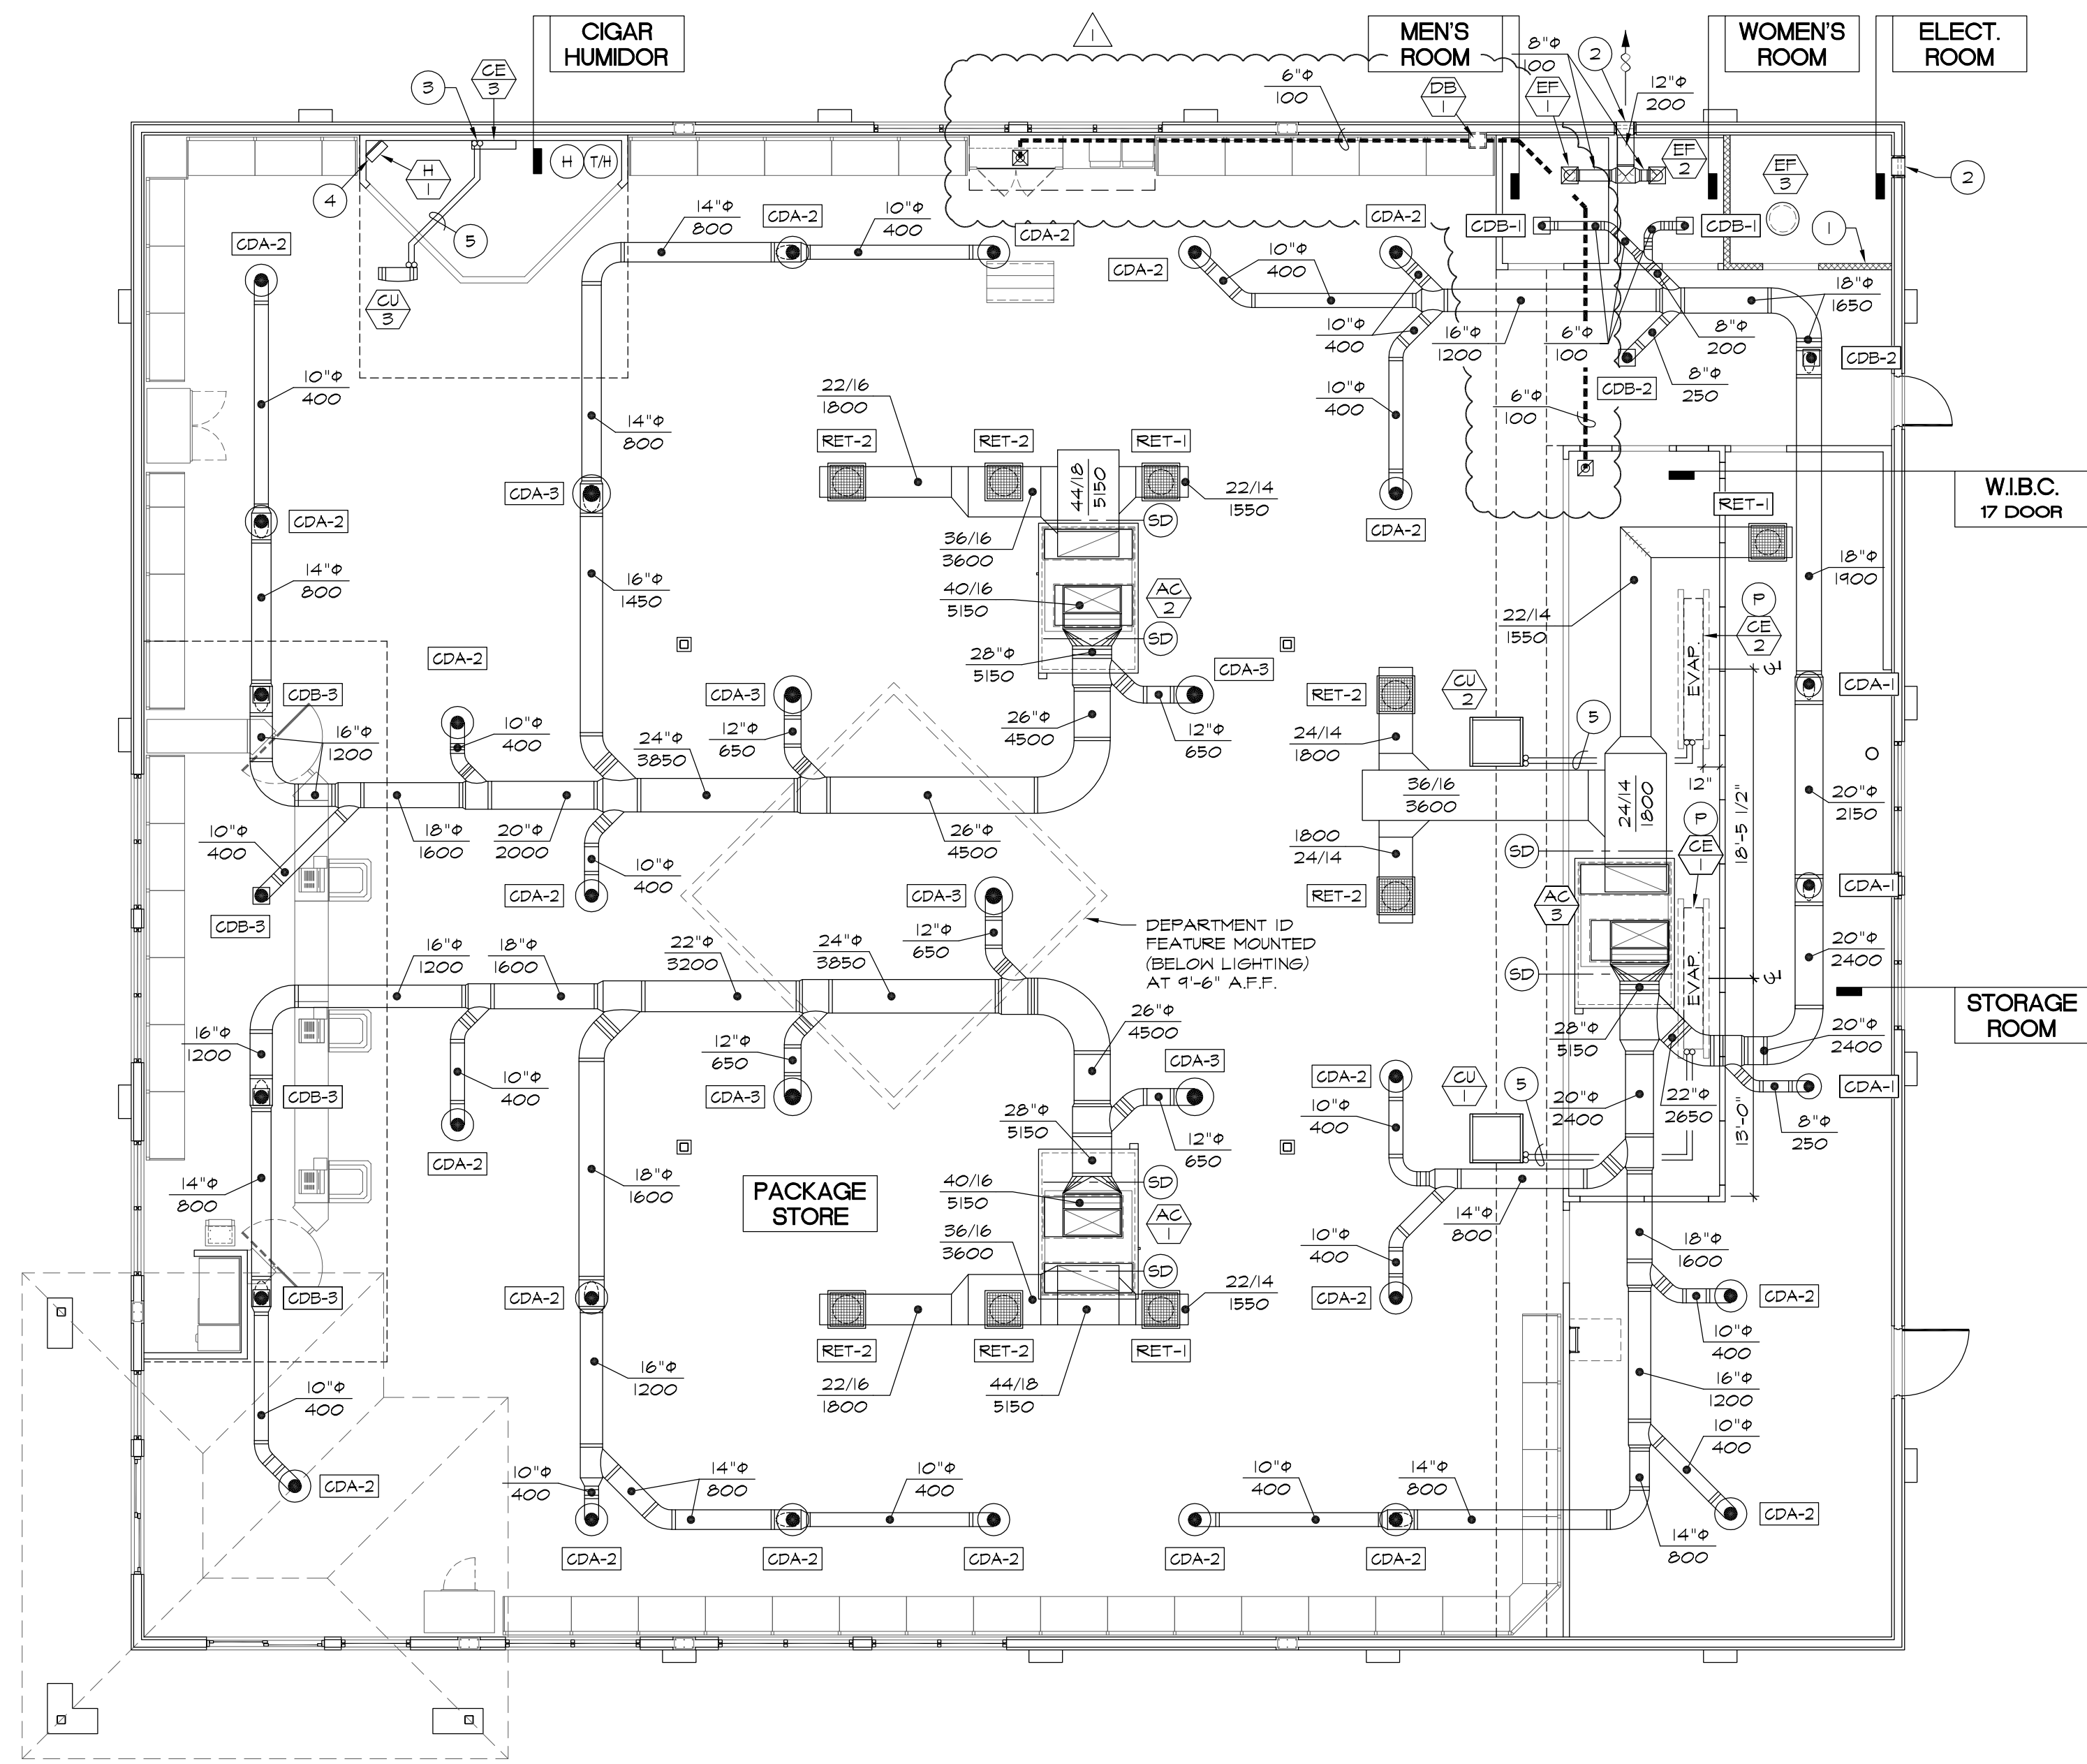 CIGAR
HUMIDOR
MEN'S
ROOM
WOMEN'S
ROOM
ELECT.
ROOM
1
3
CE
3
6"Φ
100
DB
1
EF
1
8"Φ
100
2
12"Φ
200
EF
2
EF
3
2
H
1
H
T/H
4
5
CU
3
CDA-2
14"Φ
800
CDA-2
10"Φ
400
CDA-2
CDA-2
10"Φ
400
CDA-2
CDB-1
CDB-1
1
18"Φ
1650
10"Φ
400
10"Φ
400
16"Φ
1200
6"Φ
100
8"Φ
200
CDB-2
CDB-2
8"Φ
250
10"Φ
400
14"Φ
800
22/16
1800
10"Φ
400
6"Φ
100
RET-2
RET-2
RET-1
44/18
5150
22/14
1550
SD
CDA-3
CDA-2
CDA-2
W.I.B.C.
17 DOOR
RET-1
14"Φ
800
16"Φ
1450
36/16
3600
40/16
5150
AC
2
SD
22/14
1550
18"Φ
1900
P
CE
2
EVAP.
CDA-2
28"Φ
5150
CDA-3
CDB-3
CDA-3
RET-2
CU
2
CDA-1
16"Φ
1200
10"Φ
400
24"Φ
3850
12"Φ
650
26"Φ
4500
12"Φ
650
24/14
1800
5
36/16
3600
24/14
1800
12"
20"Φ
2150
P
CE
1
18'-5 1/2"
10"Φ
400
18"Φ
1600
20"Φ
2000
26"Φ
4500
1800
24/14
SD
10"Φ
400
CDA-2
CDA-3
RET-2
AC
3
CDA-1
CDB-3
12"Φ
650
DEPARTMENT ID
FEATURE MOUNTED
(BELOW LIGHTING)
AT 9'-6" A.F.F.
16"Φ
1200
18"Φ
1600
22"Φ
3200
24"Φ
3850
SD
EVAP.
20"Φ
2400
STORAGE
ROOM
16"Φ
1200
12"Φ
650
26"Φ
4500
28"Φ
5150
20"Φ
2400
CDB-3
10"Φ
400
CDA-3
CDA-3
CDA-2
CU
1
5
20"Φ
2400
22"Φ
2650
CDA-1
8"Φ
250
13'-0"
28"Φ
5150
12"Φ
650
10"Φ
400
14"Φ
800
CDA-2
18"Φ
1600
PACKAGE
STORE
40/16
5150
SD
AC
1
36/16
3600
SD
22/14
1550
14"Φ
800
10"Φ
400
18"Φ
1600
CDB-3
CDA-2
CDA-2
CDA-2
10"Φ
400
RET-2
RET-2
RET-1
22/16
1800
44/18
5150
16"Φ
1200
10"Φ
400
16"Φ
1200
10"Φ
400
CDA-2
10"Φ
400
14"Φ
800
10"Φ
400
10"Φ
400
14"Φ
800
CDA-2
14"Φ
800
CDA-2
CDA-2
CDA-2
CDA-2
CDA-2